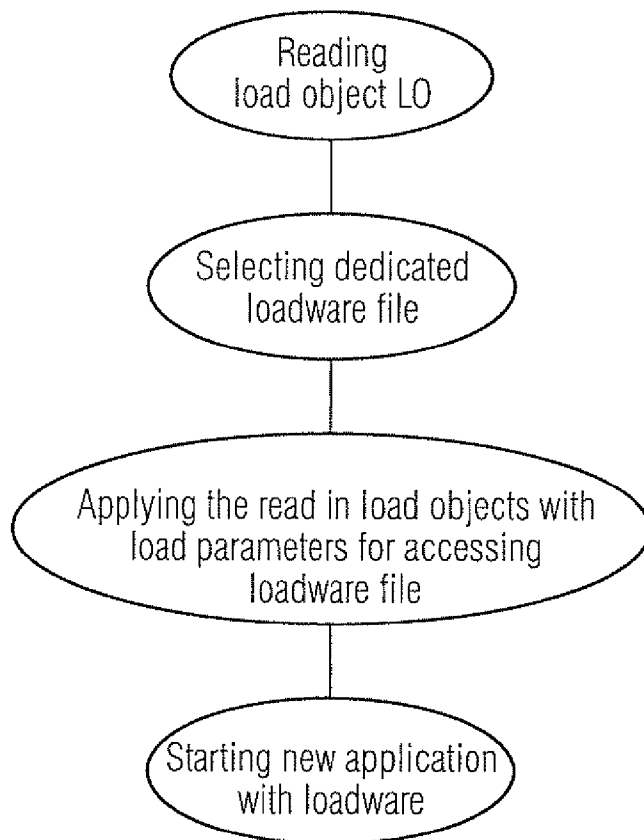 Reading
load object LO
Selecting dedicated
loadware file
Applying the read in load objects with
load parameters for accessing
loadware file
Starting new application
with loadware